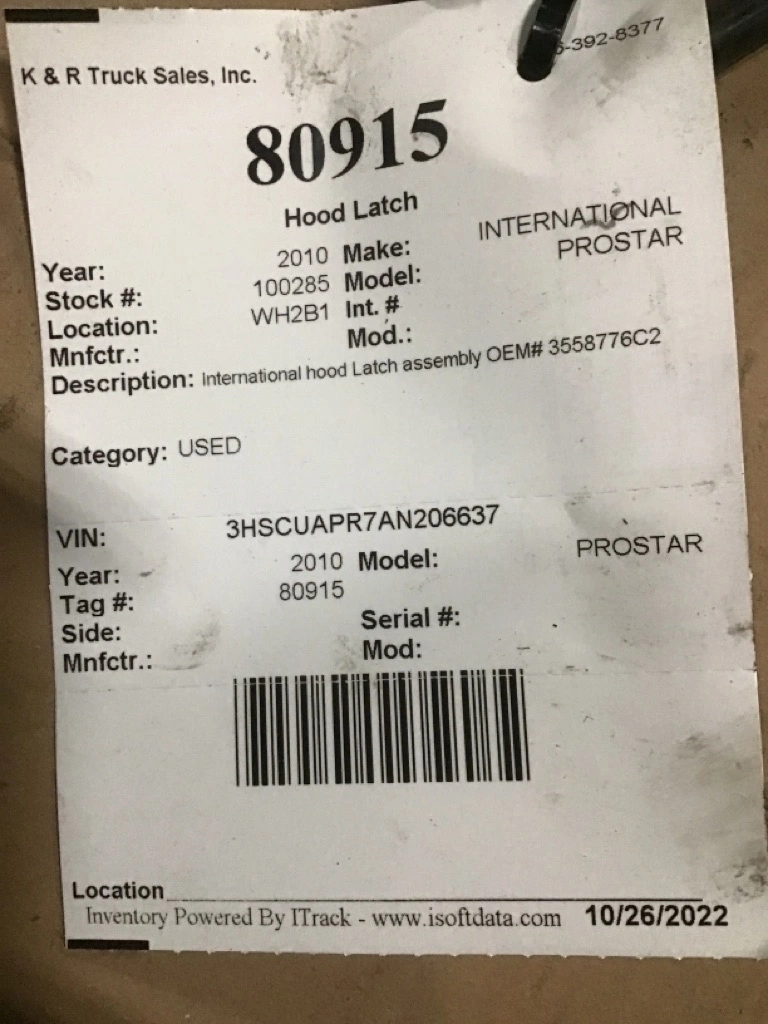 K & R Truck Sales, Inc. -392-8377
80915
Hood Latch
Year: 2010 Make: INTERNATIONAL
Stock #: 100285 Model: PROSTAR
Location: WH2B1 Int. #
Mnfctr.: Mod.:
Description: International hood Latch assembly OEM# 3558776C2
Category: USED
VIN: 3HSCUAPR7AN206637
Year: 2010 Model: PROSTAR
Tag #: 80915
Side: Serial #:
Mnfctr.: Mod:
Location
Inventory Powered By ITrack - www.isoftdata.com 10/26/2022